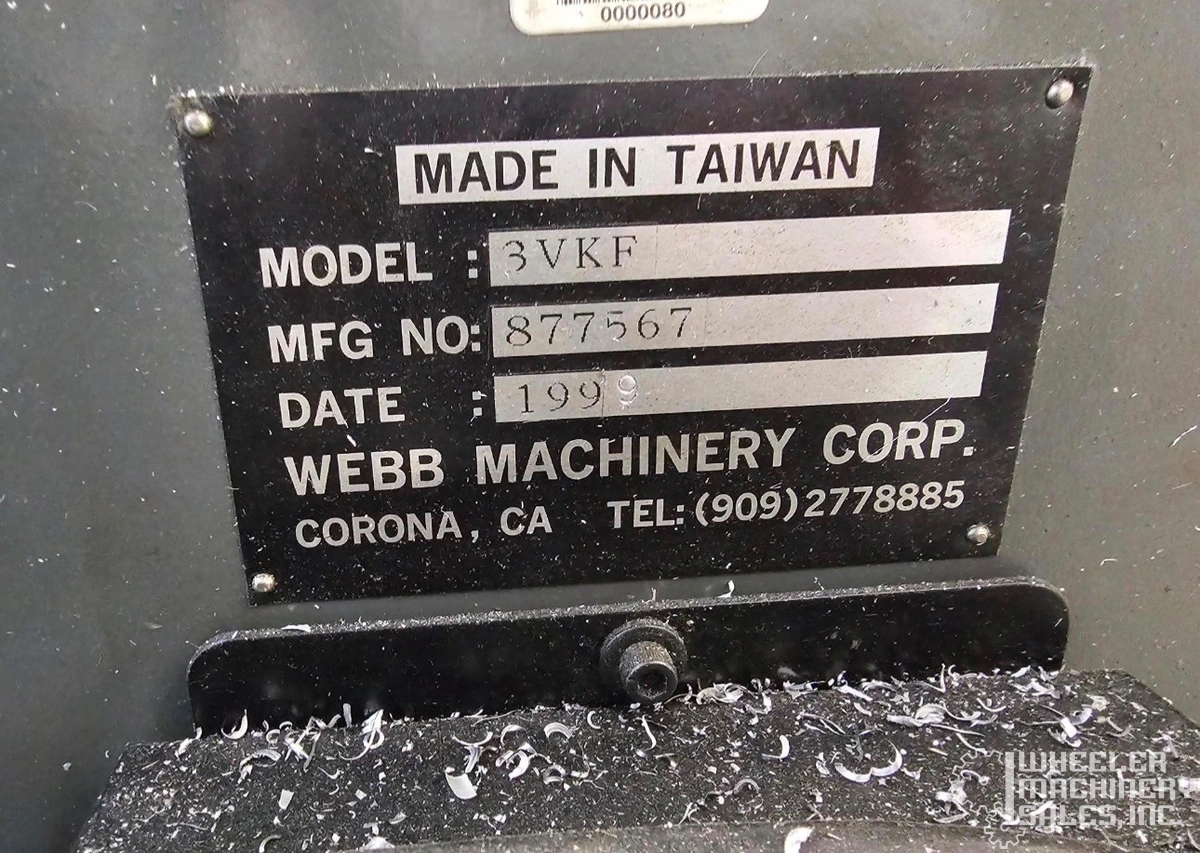 0000080
MADE IN TAIWAN
MODEL : 3VKF
MFG NO: 877567
DATE : 1999
WEBB MACHINERY CORP.
CORONA, CA TEL: (909) 2778885
WHEELER
MACHINERY
SALES, INC.